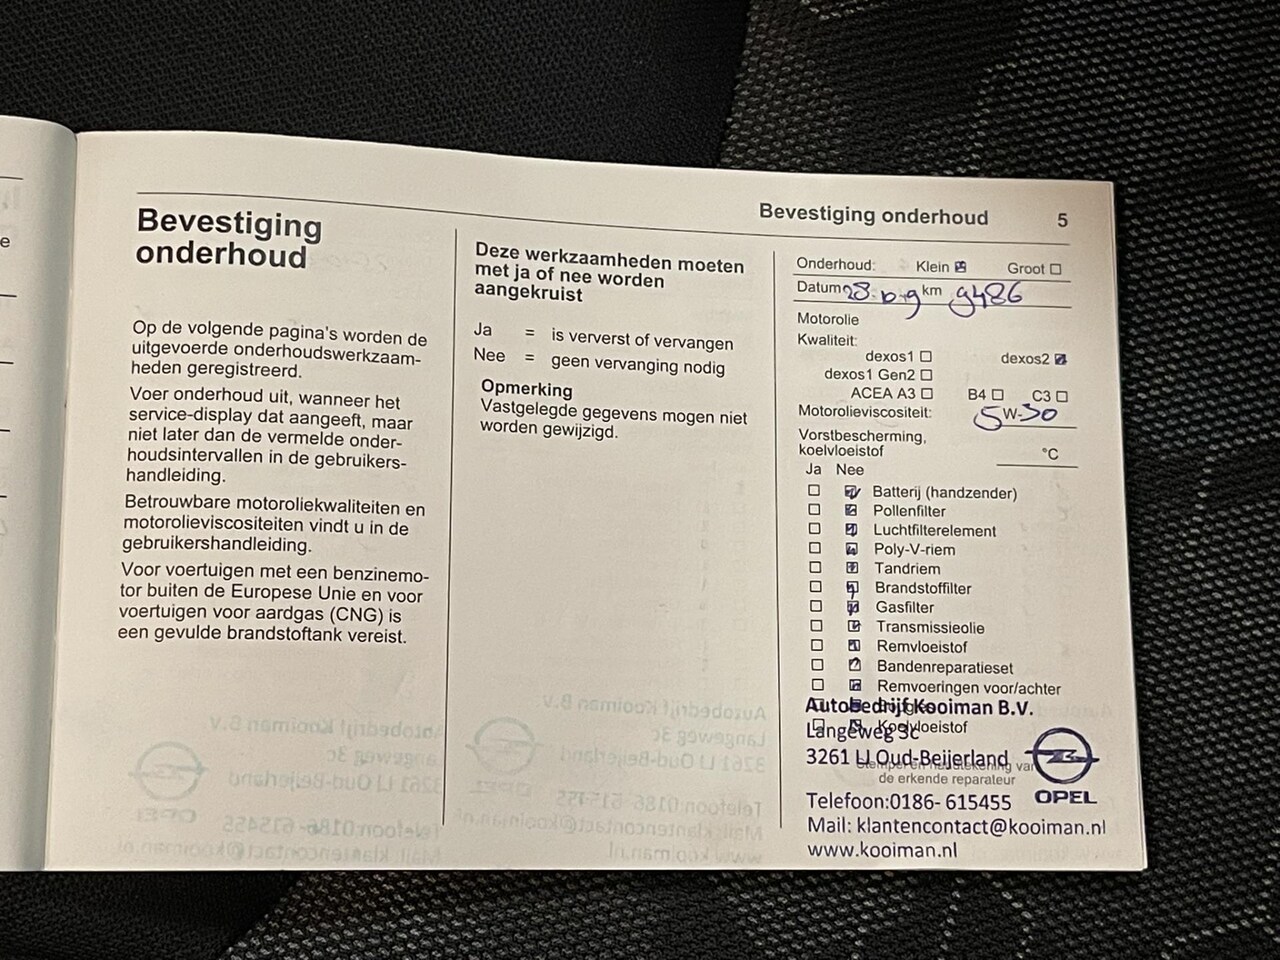 e
Bevestiging onderhoud 5
Bevestiging
onderhoud
Op de volgende pagina's worden de
uitgevoerde onderhoudswerkzaam-
heden geregistreerd.
Voer onderhoud uit, wanneer het
service-display dat aangeeft, maar
niet later dan de vermelde onder-
houdsintervallen in de gebruikers-
handleiding.
Betrouwbare motoroliekwaliteiten en
motorolieviscositeiten vindt u in de
gebruikershandleiding.
Voor voertuigen met een benzinemo-
tor buiten de Europese Unie en voor
voertuigen voor aardgas (CNG) is
een gevulde brandstoftank vereist.
Deze werkzaamheden moeten
met ja of nee worden
aangekruist
Ja = is ververst of vervangen
Nee = geen vervanging nodig
Opmerking
Vastgelegde gegevens mogen niet
worden gewijzigd.
Onderhoud: Klein Groot
Datum km 9486
Motorolie
Kwaliteit:
dexos1 dexos2
dexos1 Gen2
ACEA A3 B4 C3
Motorolieviscositeit: 5W-30
Vorstbescherming,
koelvloeistof °C
Ja Nee
Batterij (handzender)
Pollenfilter
Luchtfilterelement
Poly-V-riem
Tandriem
Brandstoffilter
Gasfilter
Transmissieolie
Remvloeistof
Bandenreparatieset
Remvoeringen voor/achter
Koelvloeistof
van
de erkende reparateur
Autobedrijf Kooiman B.V.
Langeweg 3c
3261 LJ Oud-Beijerland
Telefoon:0186- 615455
Mail: klantencontact@kooiman.nl
www.kooiman.nl
OPEL